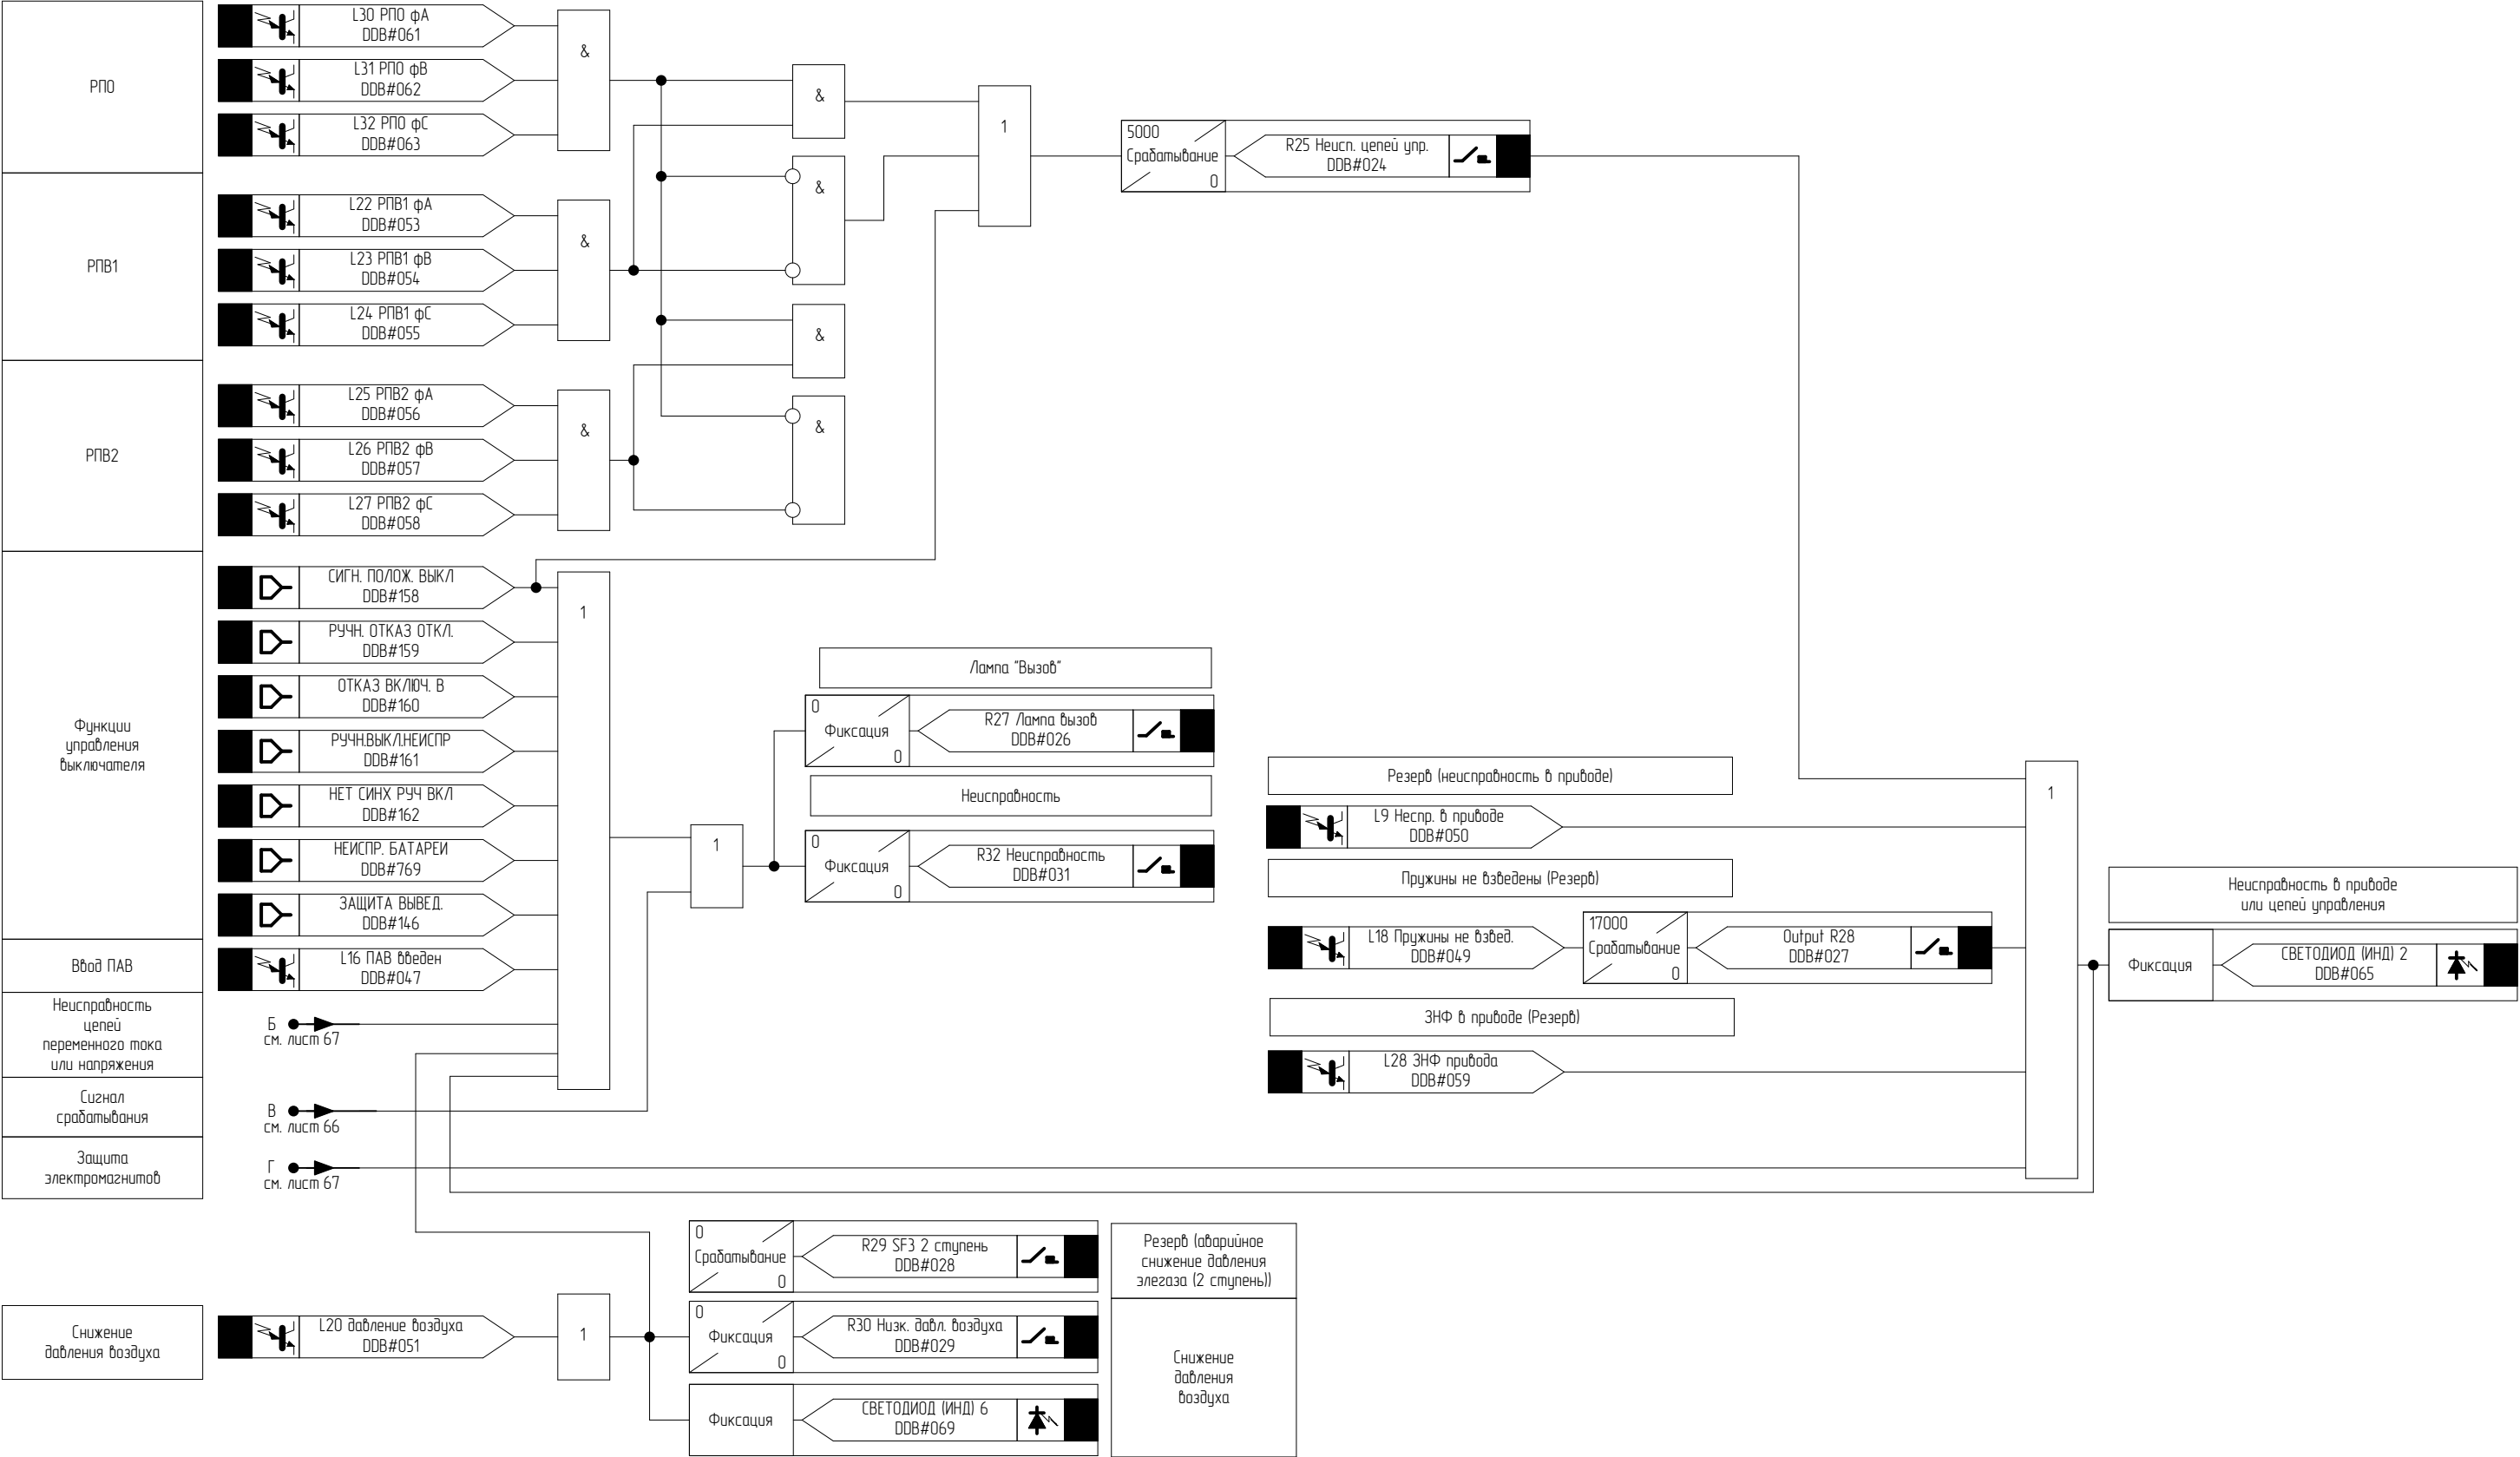 РПО
L30 РПО фА
DDB#061
L31 РПО фВ
DDB#062
L32 РПО фС
DDB#063
&
РПВ1
L22 РПВ1 фА
DDB#053
L23 РПВ1 фВ
DDB#054
L24 РПВ1 фС
DDB#055
&
РПВ2
L25 РПВ2 фА
DDB#056
L26 РПВ2 фВ
DDB#057
L27 РПВ2 фС
DDB#058
&
&
&
&
&
1
5000
Срабатывание
0
R25 Неисп. цепей упр.
DDB#024
Функции
управления
выключателя
СИГН. ПОЛОЖ. ВЫКЛ
DDB#158
РУЧН. ОТКАЗ ОТКЛ.
DDB#159
ОТКАЗ ВКЛЮЧ. В
DDB#160
РУЧН.ВЫКЛ.НЕИСПР
DDB#161
НЕТ СИНХ РУЧ ВКЛ
DDB#162
НЕИСПР. БАТАРЕИ
DDB#769
ЗАЩИТА ВЫВЕД.
DDB#146
Ввод ПАВ
L16 ПАВ введен
DDB#047
Неисправность
цепей
переменного тока
или напряжения
Б
см. лист 67
Сигнал
срабатывания
В
см. лист 66
Защита
электромагнитов
Г
см. лист 67
1
1
Лампа "Вызов"
0
Фиксация
0
R27 Лампа вызов
DDB#026
Неисправность
0
Фиксация
0
R32 Неисправность
DDB#031
Резерв (неисправность в приводе)
L9 Неспр. в приводе
DDB#050
Пружины не взведены (Резерв)
L18 Пружины не взвед.
DDB#049
17000
Срабатывание
0
Output R28
DDB#027
ЗНФ в приводе (Резерв)
L28 ЗНФ привода
DDB#059
1
Неисправность в приводе
или цепей управления
Фиксация
СВЕТОДИОД (ИНД) 2
DDB#065
Снижение
давления воздуха
L20 давление воздуха
DDB#051
1
0
Срабатывание
0
R29 SF3 2 ступень
DDB#028
0
Фиксация
0
R30 Низк. давл. воздуха
DDB#029
Фиксация
СВЕТОДИОД (ИНД) 6
DDB#069
Резерв (аварийное
снижение давления
элегаза (2 ступень))
Снижение
давления
воздуха